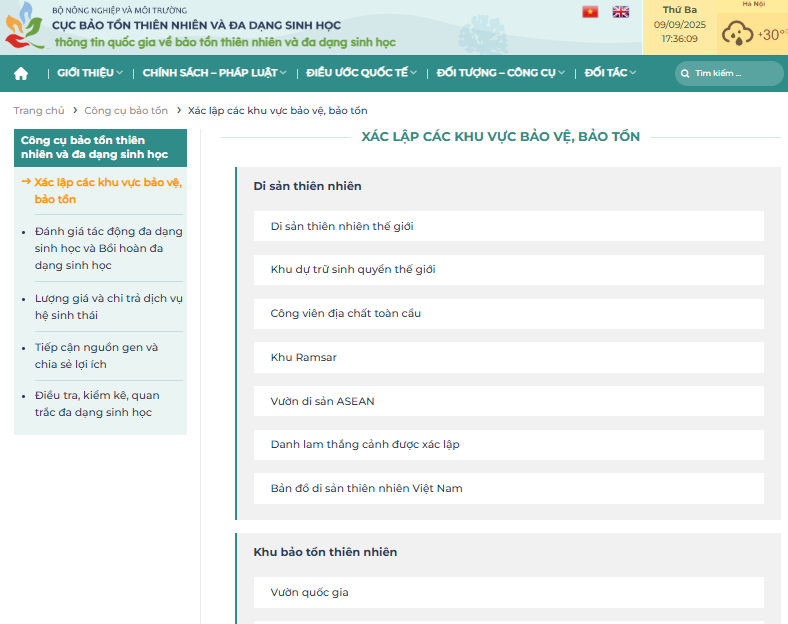 BỘ NÔNG NGHIỆP VÀ MÔI TRƯỜNG
CỤC BẢO TỒN THIÊN NHIÊN VÀ ĐA DẠNG SINH HỌC
thông tin quốc gia về bảo tồn thiên nhiên và đa dạng sinh học
Thứ Ba
09/09/2025
17:36:09
Hà Nội
+30°
GIỚI THIỆU
CHÍNH SÁCH – PHÁP LUẬT
ĐIỀU ƯỚC QUỐC TẾ
ĐỐI TƯỢNG – CÔNG CỤ
ĐỐI TÁC
Tìm kiếm ...
Trang chủ > Công cụ bảo tồn > Xác lập các khu vực bảo vệ, bảo tồn
Công cụ bảo tồn thiên
nhiên và đa dạng sinh học
→ Xác lập các khu vực bảo vệ,
bảo tồn
• Đánh giá tác động đa dạng
sinh học và Bồi hoàn đa
dạng sinh học
• Lượng giá và chi trả dịch vụ
hệ sinh thái
• Tiếp cận nguồn gen và
chia sẻ lợi ích
• Điều tra, kiểm kê, quan
trắc đa dạng sinh học
XÁC LẬP CÁC KHU VỰC BẢO VỆ, BẢO TỒN
Di sản thiên nhiên
Di sản thiên nhiên thế giới
Khu dự trữ sinh quyển thế giới
Công viên địa chất toàn cầu
Khu Ramsar
Vườn di sản ASEAN
Danh lam thắng cảnh được xác lập
Bản đồ di sản thiên nhiên Việt Nam
Khu bảo tồn thiên nhiên
Vườn quốc gia